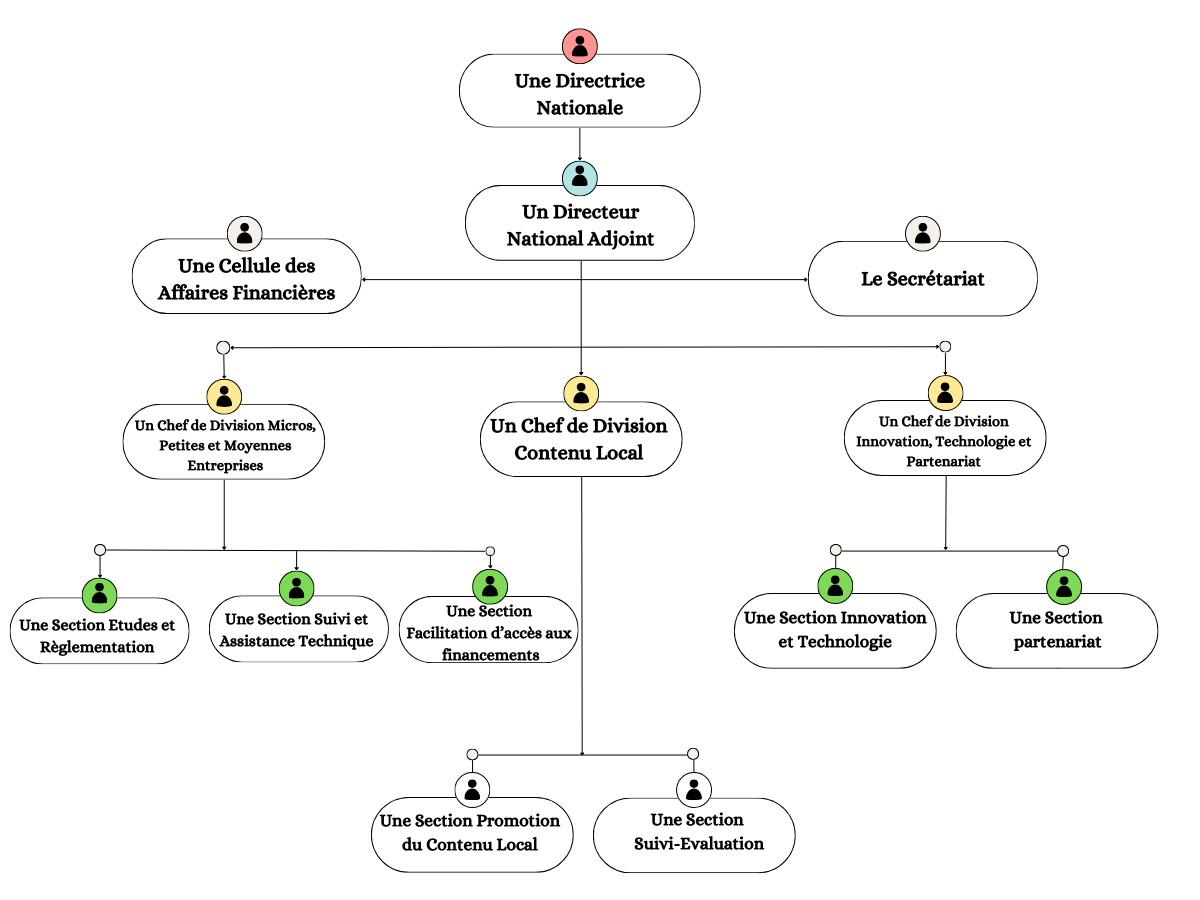 Une Directrice
Nationale
Un Directeur
National Adjoint
Une Cellule des
Affaires Financières
Le Secrétariat
Un Chef de Division Micros,
Petites et Moyennes
Entreprises
Un Chef de Division
Contenu Local
Un Chef de Division
Innovation, Technologie et
Partenariat
Une Section Etudes et
Règlementation
Une Section Suivi et
Assistance Technique
Une Section
Facilitation d’accès aux
financements
Une Section Innovation
et Technologie
Une Section
partenariat
Une Section Promotion
du Contenu Local
Une Section
Suivi-Evaluation